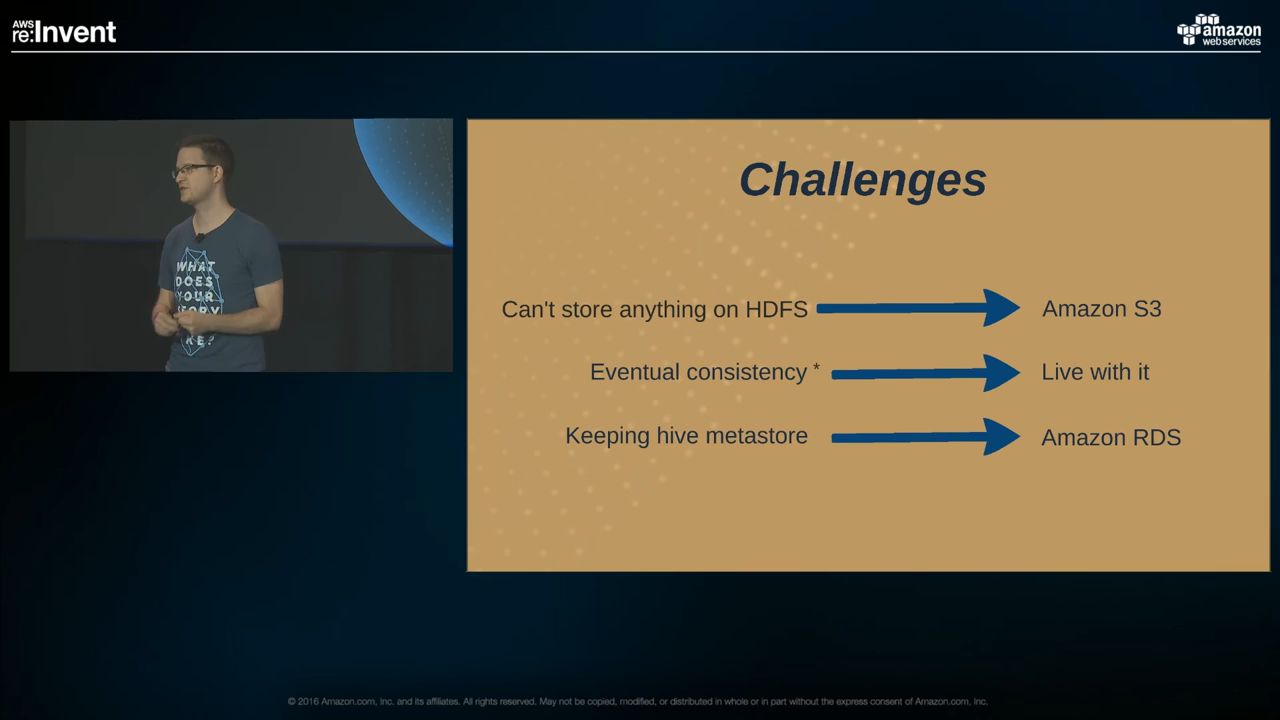 AWS
re:Invent
amazon
webservices
WHAT
DOES
YOUR
Challenges
Can't store anything on HDFS Amazon S3
Eventual consistency * Live with it
Keeping hive metastore Amazon RDS
© 2016 Amazon.com, Inc. and its affiliates. All rights reserved. May not be copied, modified, or distributed in whole or in part without the express consent of Amazon.com, Inc.